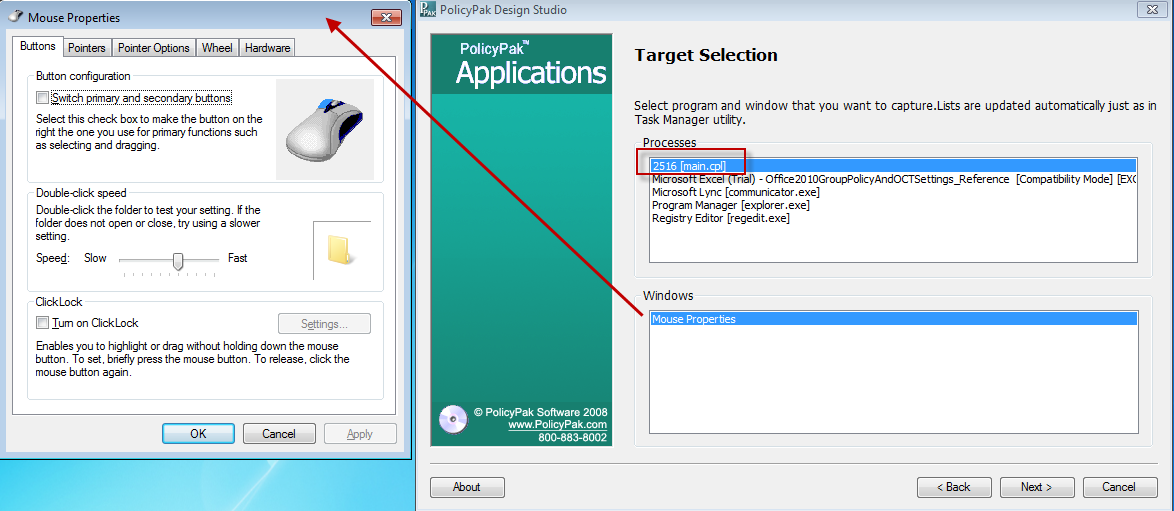 Mouse Properties
Buttons
Pointers
Pointer Options
Wheel
Hardware
Button configuration
Switch primary and secondary buttons
Select this check box to make the button on the
right the one you use for primary functions such
as selecting and dragging.
Double-click speed
Double-click the folder to test your setting. If the
folder does not open or close, try using a slower
setting.
Speed: Slow Fast
ClickLock
Turn on ClickLock
Settings...
Enables you to highlight or drag without holding down the mouse
button. To set, briefly press the mouse button. To release, click the
mouse button again.
OK
Cancel
Apply
PPAK
PolicyPak Design Studio
PolicyPak™
Applications
© PolicyPak Software 2008
www.PolicyPak.com
800-883-8002
Target Selection
Select program and window that you want to capture.Lists are updated automatically just as in
Task Manager utility.
Processes
2516 [main.cpl]
Microsoft Excel (Trial) - Office2010GroupPolicyAndOCTSettings_Reference [Compatibility Mode] [EXC
Microsoft Lync [communicator.exe]
Program Manager [explorer.exe]
Registry Editor [regedit.exe]
Windows
Mouse Properties
About
< Back
Next >
Cancel